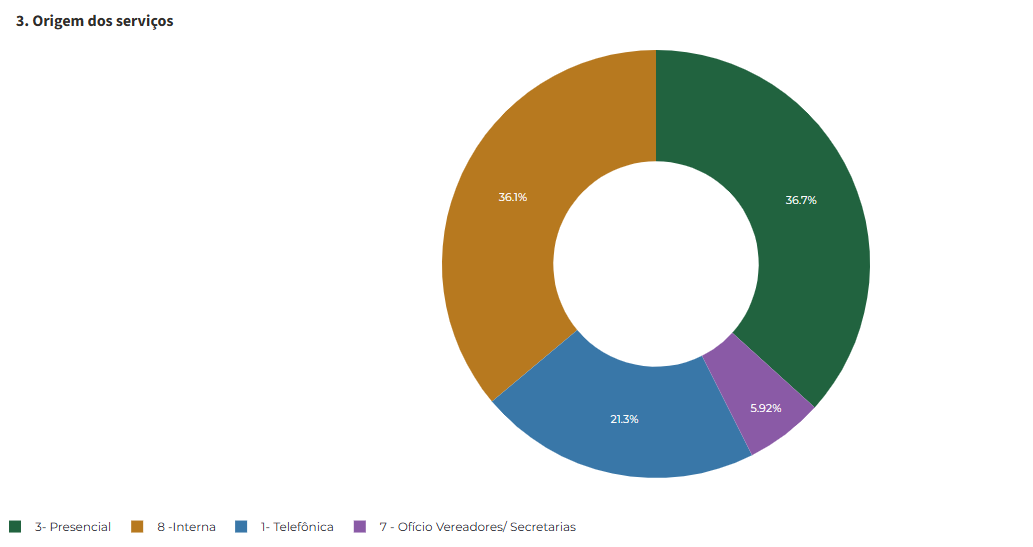 3. Origem dos serviços
36.1%
36.7%
5.92%
21.3%
3- Presencial
8 -Interna
1- Telefônica
7 - Ofício Vereadores/ Secretarias